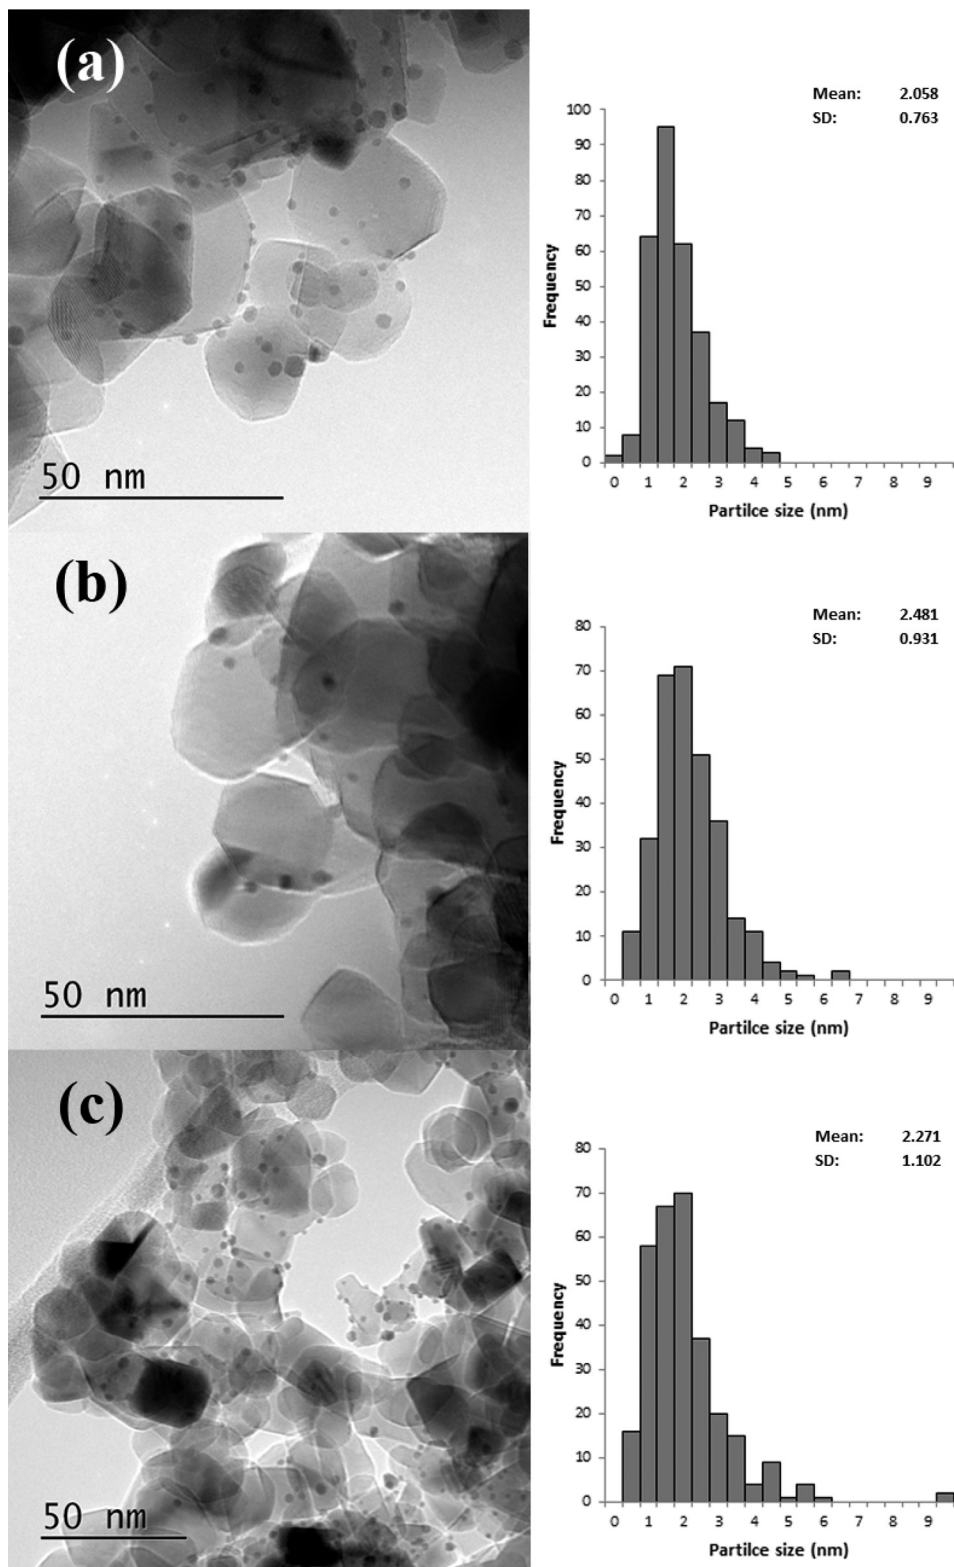 (a)
Mean: 2.058
SD: 0.763
100
90
80
70
60
50
40
30
20
10
0
Frequency
0 1 2 3 4 5 6 7 8 9
Partilce size (nm)
50 nm
(b)
Mean: 2.481
SD: 0.931
80
70
60
50
40
30
20
10
0
Frequency
0 1 2 3 4 5 6 7 8 9
Partilce size (nm)
50 nm
(c)
Mean: 2.271
SD: 1.102
80
70
60
50
40
30
20
10
0
Frequency
0 1 2 3 4 5 6 7 8 9
Partilce size (nm)
50 nm